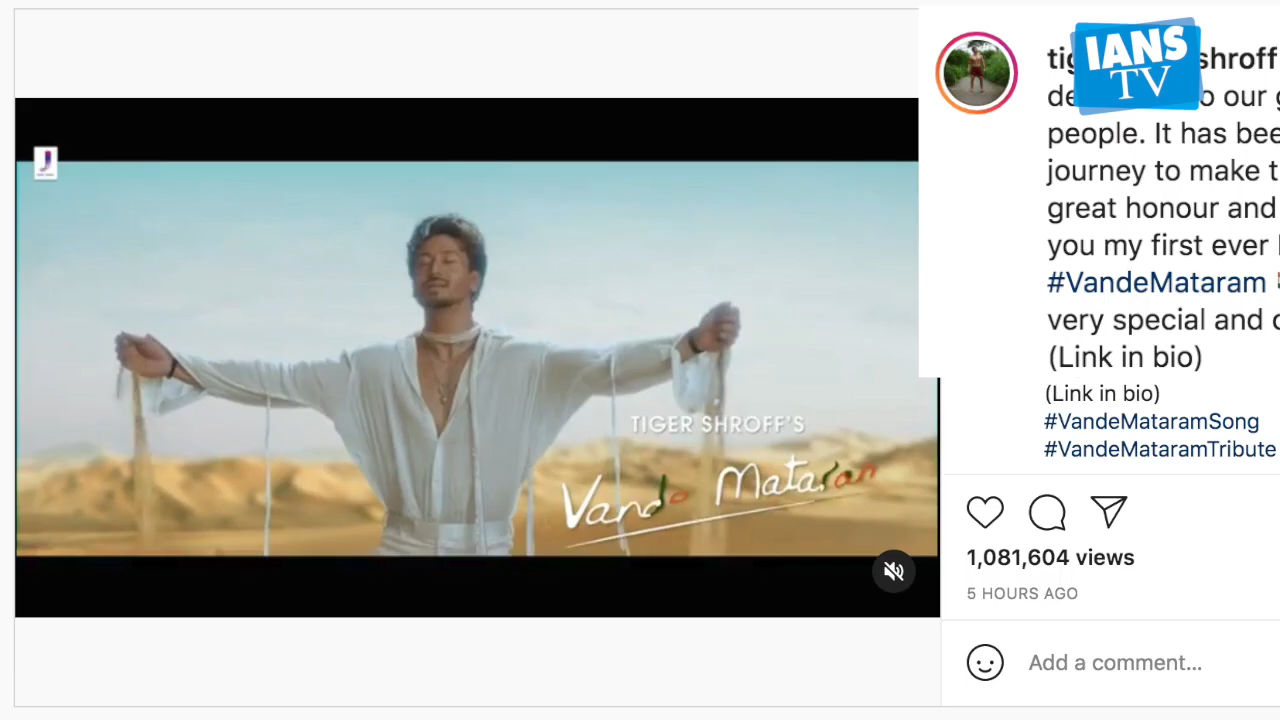 IANS
TV
shroff
our
people. It has
journey to make
great honour and
you my first ever
#VandeMataram
very special and
(Link in bio)
(Link in bio)
#VandeMataramSong
#VandeMataramTribute
TIGER SHROFF'S
Vande Mataram
1,081,604 views
5 HOURS AGO
Add a comment...